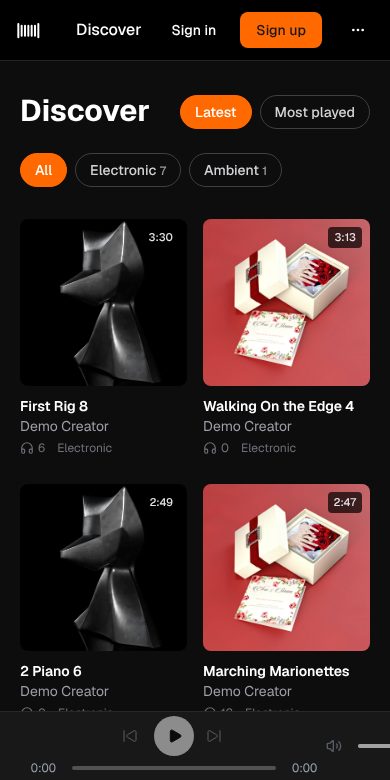 Discover Sign in Sign up
Discover Latest Most played
All Electronic 7 Ambient 1
3:30
3:13
First Rig 8
Demo Creator
6 Electronic
Walking On the Edge 4
Demo Creator
0 Electronic
2:49
2:47
2 Piano 6
Demo Creator
Marching Marionettes
Demo Creator
0:00 0:00